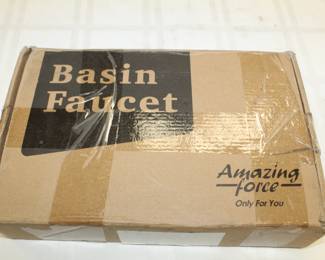 Basin
Faucet
Amazing
force
Only For You